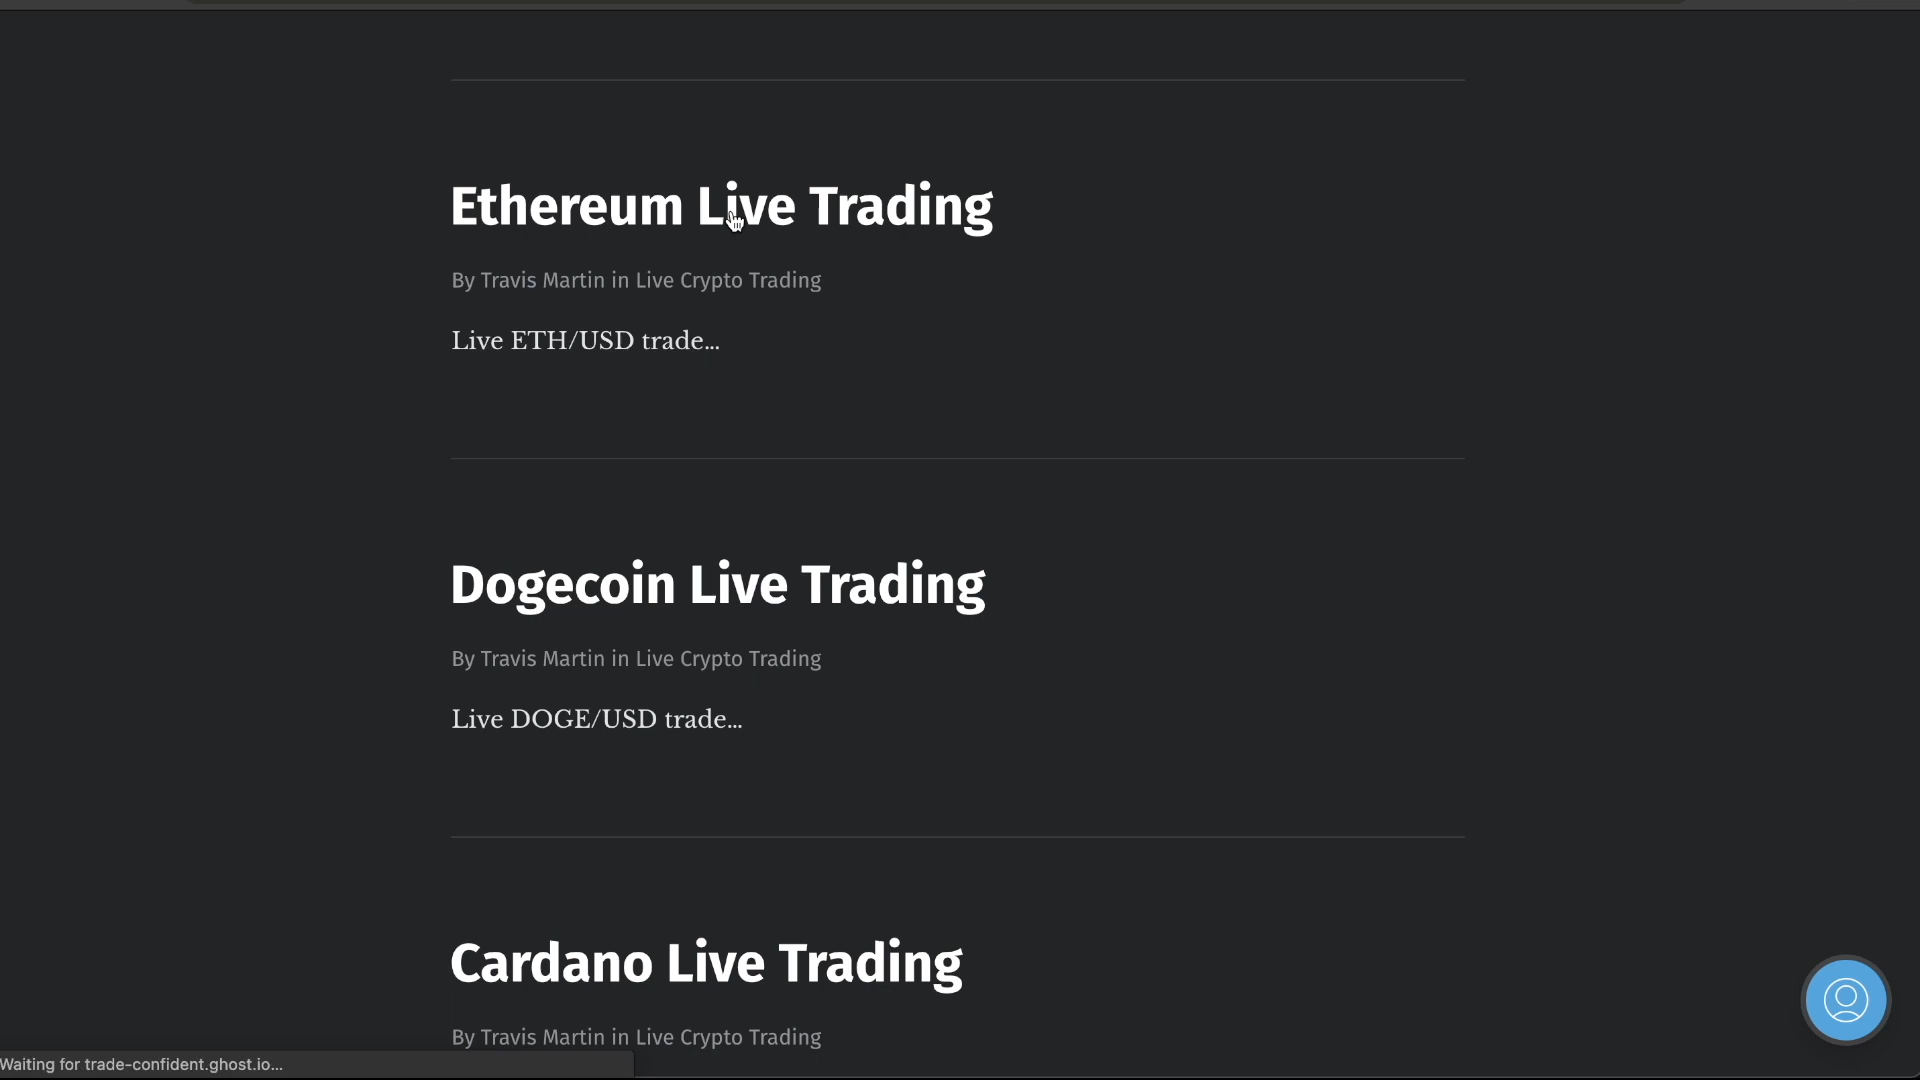 Ethereum Live Trading
By Travis Martin in Live Crypto Trading
Live ETH/USD trade...
Dogecoin Live Trading
By Travis Martin in Live Crypto Trading
Live DOGE/USD trade...
Cardano Live Trading
By Travis Martin in Live Crypto Trading
Waiting for trade-confident.ghost.io...